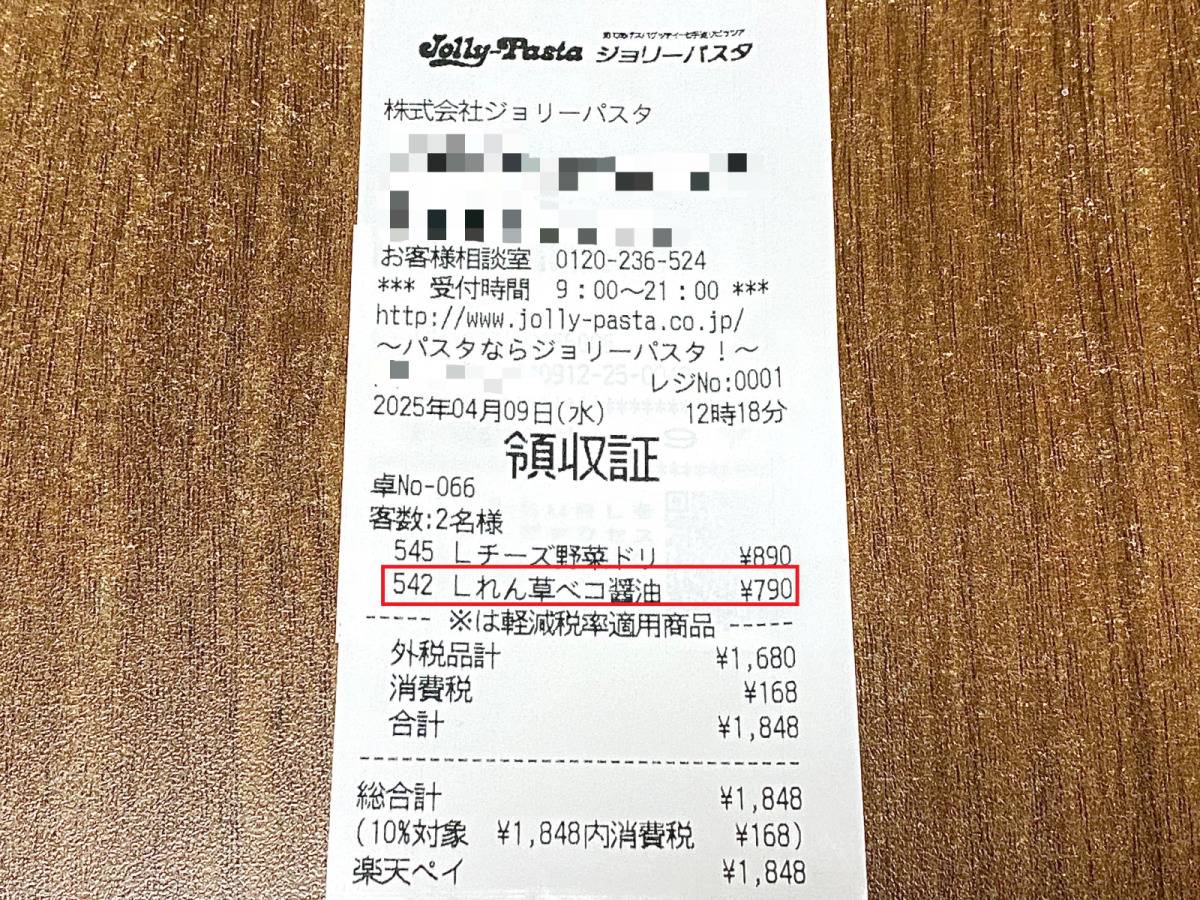 Jolly-Pasta ジョリーパスタ
株式会社ジョリーパスタ
お客様相談室 0120-236-524
*** 受付時間 9:00～21:00 ***
http://www.jolly-pasta.co.jp/
～パスタならジョリーパスタ！～
レジNo:0001
2025年04月09日(水) 12時18分
領収証
卓No-066
客数:2名様
545 Lチーズ野菜ドリ ¥890
542 Lれん草ベコ醤油 ¥790
----- ※は軽減税率適用商品 -----
外税品計 ¥1,680
消費税 ¥168
合計 ¥1,848
総合計 ¥1,848
(10%対象 ¥1,848内消費税 ¥168)
楽天ペイ ¥1,848